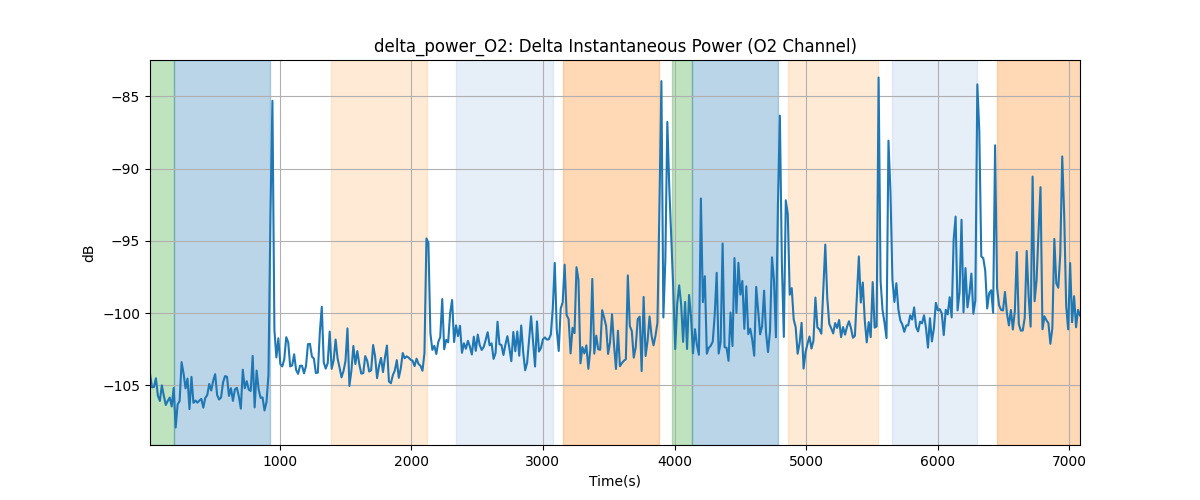 delta_power_O2: Delta Instantaneous Power (O2 Channel)
−85
−90
−95
−100
−105
dB
1000 2000 3000 4000 5000 6000 7000
Time(s)